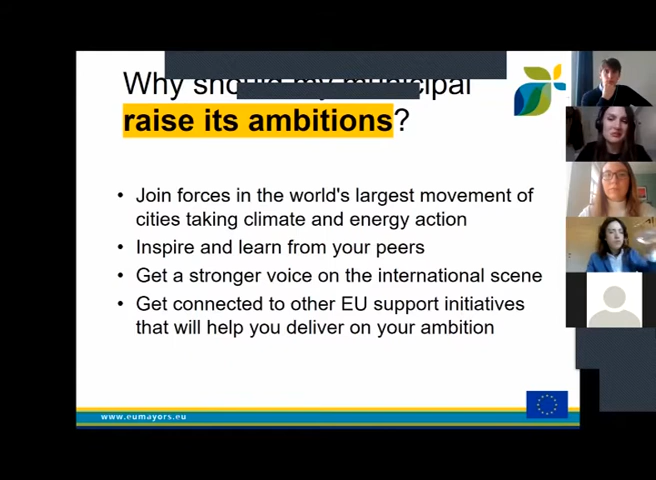 Why should my municipal
raise its ambitions?
• Join forces in the world's largest movement of
cities taking climate and energy action
• Inspire and learn from your peers
• Get a stronger voice on the international scene
• Get connected to other EU support initiatives
that will help you deliver on your ambition
www.eumayors.eu